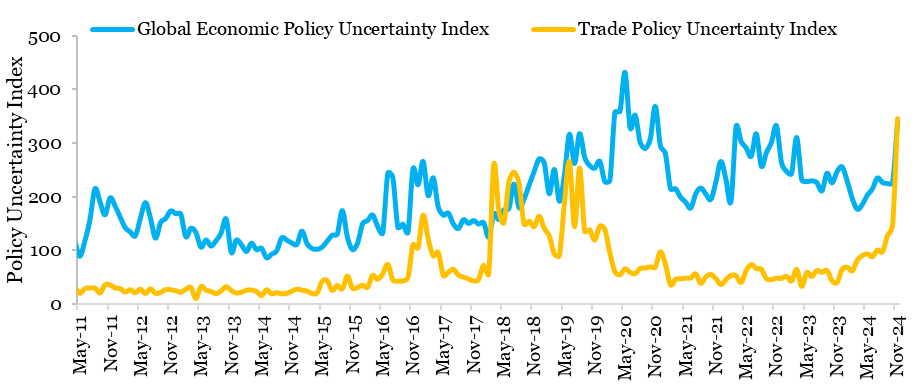 Global Economic Policy Uncertainty Index
Trade Policy Uncertainty Index
Policy Uncertainty Index
500
400
300
200
100
0
May-11
Nov-11
May-12
Nov-12
May-13
Nov-13
May-14
Nov-14
May-15
Nov-15
May-16
Nov-16
May-17
Nov-17
May-18
Nov-18
May-19
Nov-19
May-20
Nov-20
May-21
Nov-21
May-22
Nov-22
May-23
Nov-23
May-24
Nov-24